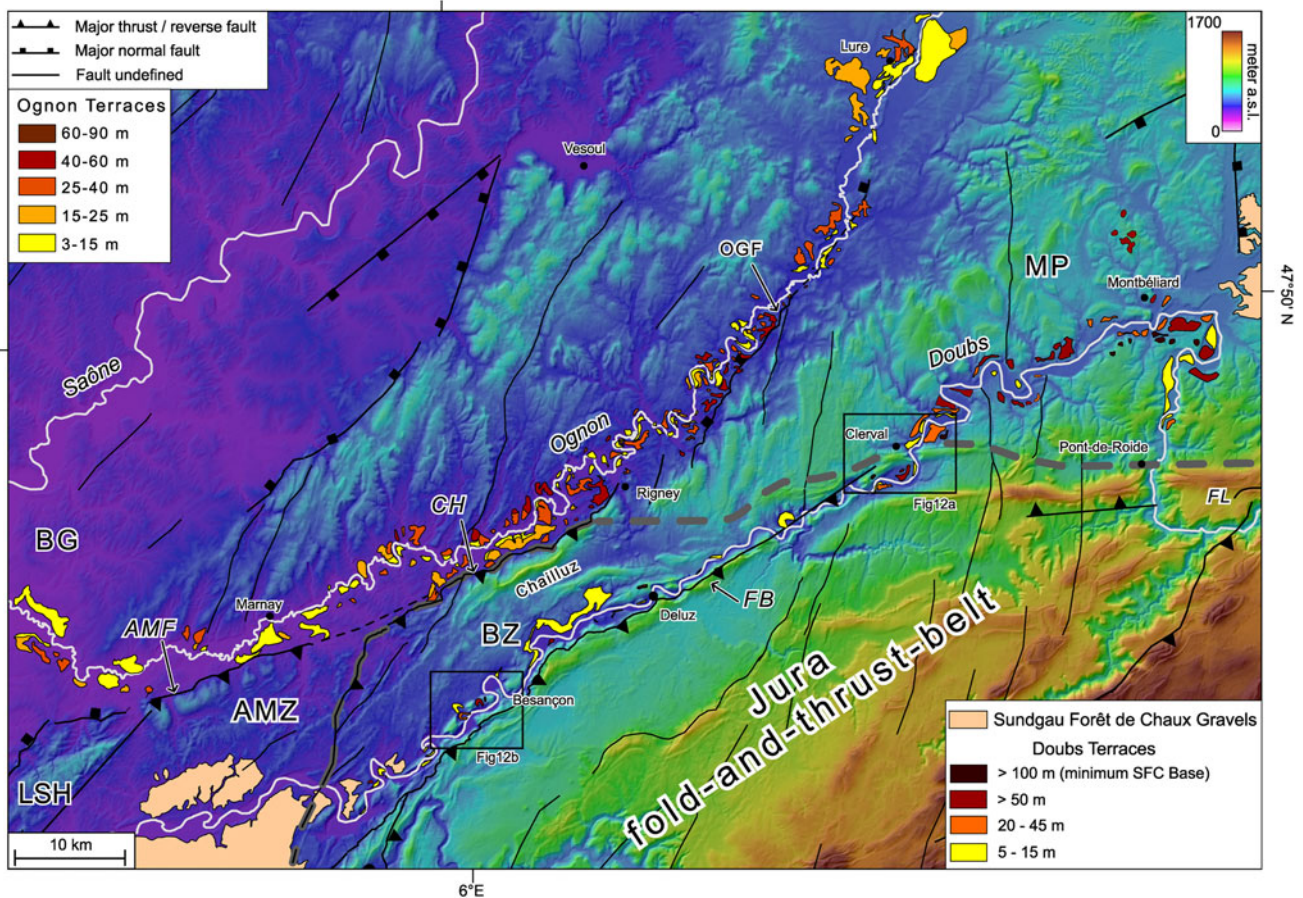 Major thrust / reverse fault
Major normal fault
Fault undefined
Ognon Terraces
60-90 m
40-60 m
25-40 m
15-25 m
3-15 m
1700
0
meter a.s.l.
Lure
Vesoul
OGF
MP
Montbéliard
47°50' N
Saône
Doubs
Ognon
Clerval
Pont-de-Roide
Rigney
Fig12a
FL
CH
BG
Chailluz
Marnay
AMF
BZ
Deluz
FB
AMZ
Besançon
Jura
fold-and-thrust-belt
Fig12b
LSH
10 km
Sundgau Forêt de Chaux Gravels
Doubs Terraces
> 100 m (minimum SFC Base)
> 50 m
20 - 45 m
5 - 15 m
6°E